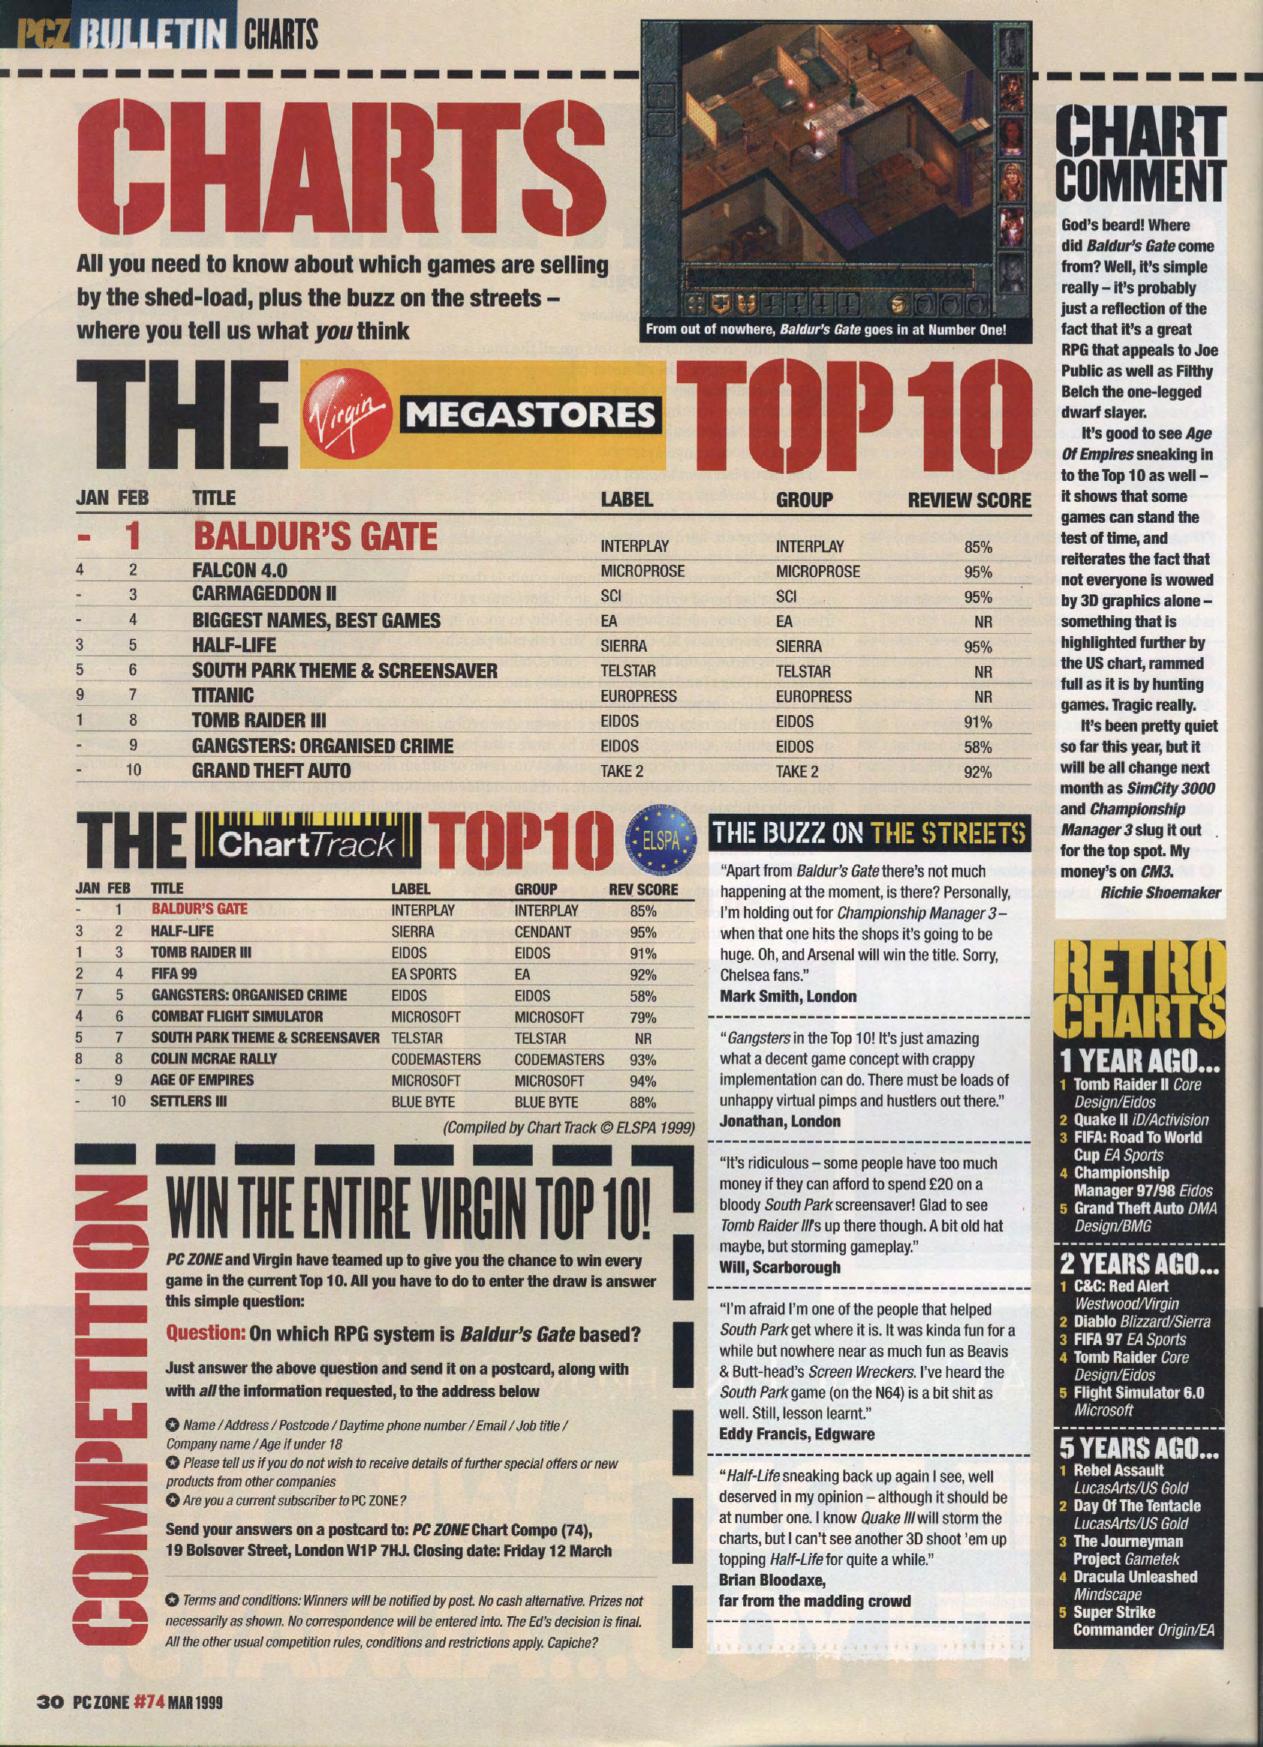 PCZ BULLETIN CHARTS
CHARTS
All you need to know about which games are selling
by the shed-load, plus the buzz on the streets –
where you tell us what you think
From out of nowhere, Baldur's Gate goes in at Number One!
THE Virgin MEGASTORES TOP 10
JAN FEB TITLE LABEL GROUP REVIEW SCORE
- 1 BALDUR'S GATE INTERPLAY INTERPLAY 85%
4 2 FALCON 4.0 MICROPROSE MICROPROSE 95%
- 3 CARMAGEDDON II SCI SCI 95%
- 4 BIGGEST NAMES, BEST GAMES EA EA NR
3 5 HALF-LIFE SIERRA SIERRA 95%
5 6 SOUTH PARK THEME & SCREENSAVER TELSTAR TELSTAR NR
9 7 TITANIC EUROPRESS EUROPRESS NR
1 8 TOMB RAIDER III EIDOS EIDOS 91%
- 9 GANGSTERS: ORGANISED CRIME EIDOS EIDOS 58%
- 10 GRAND THEFT AUTO TAKE 2 TAKE 2 92%
THE ChartTrack TOP10 ELSPA
JAN FEB TITLE LABEL GROUP REV SCORE
- 1 BALDUR'S GATE INTERPLAY INTERPLAY 85%
3 2 HALF-LIFE SIERRA CENDANT 95%
1 3 TOMB RAIDER III EIDOS EIDOS 91%
2 4 FIFA 99 EA SPORTS EA 92%
7 5 GANGSTERS: ORGANISED CRIME EIDOS EIDOS 58%
4 6 COMBAT FLIGHT SIMULATOR MICROSOFT MICROSOFT 79%
5 7 SOUTH PARK THEME & SCREENSAVER TELSTAR TELSTAR NR
8 8 COLIN MCRAE RALLY CODEMASTERS CODEMASTERS 93%
- 9 AGE OF EMPIRES MICROSOFT MICROSOFT 94%
- 10 SETTLERS III BLUE BYTE BLUE BYTE 88%
(Compiled by Chart Track © ELSPA 1999)
COMPETITION
WIN THE ENTIRE VIRGIN TOP 10!
PC ZONE and Virgin have teamed up to give you the chance to win every
game in the current Top 10. All you have to do to enter the draw is answer
this simple question:
Question: On which RPG system is Baldur's Gate based?
Just answer the above question and send it on a postcard, along with
with all the information requested, to the address below
✪ Name / Address / Postcode / Daytime phone number / Email / Job title /
Company name / Age if under 18
✪ Please tell us if you do not wish to receive details of further special offers or new
products from other companies
✪ Are you a current subscriber to PC ZONE?
Send your answers on a postcard to: PC ZONE Chart Compo (74),
19 Bolsover Street, London W1P 7HJ. Closing date: Friday 12 March
✪ Terms and conditions: Winners will be notified by post. No cash alternative. Prizes not
necessarily as shown. No correspondence will be entered into. The Ed's decision is final.
All the other usual competition rules, conditions and restrictions apply. Capiche?
THE BUZZ ON THE STREETS
"Apart from Baldur's Gate there's not much
happening at the moment, is there? Personally,
I'm holding out for Championship Manager 3 –
when that one hits the shops it's going to be
huge. Oh, and Arsenal will win the title. Sorry,
Chelsea fans."
Mark Smith, London
"Gangsters in the Top 10! It's just amazing
what a decent game concept with crappy
implementation can do. There must be loads of
unhappy virtual pimps and hustlers out there."
Jonathan, London
"It's ridiculous – some people have too much
money if they can afford to spend £20 on a
bloody South Park screensaver! Glad to see
Tomb Raider III's up there though. A bit old hat
maybe, but storming gameplay."
Will, Scarborough
"I'm afraid I'm one of the people that helped
South Park get where it is. It was kinda fun for a
while but nowhere near as much fun as Beavis
& Butt-head's Screen Wreckers. I've heard the
South Park game (on the N64) is a bit shit as
well. Still, lesson learnt."
Eddy Francis, Edgware
"Half-Life sneaking back up again I see, well
deserved in my opinion – although it should be
at number one. I know Quake III will storm the
charts, but I can't see another 3D shoot 'em up
topping Half-Life for quite a while."
Brian Bloodaxe,
far from the madding crowd
CHART
COMMENT
God's beard! Where
did Baldur's Gate come
from? Well, it's simple
really – it's probably
just a reflection of the
fact that it's a great
RPG that appeals to Joe
Public as well as Filthy
Belch the one-legged
dwarf slayer.
It's good to see Age
Of Empires sneaking in
to the Top 10 as well –
it shows that some
games can stand the
test of time, and
reiterates the fact that
not everyone is wowed
by 3D graphics alone –
something that is
highlighted further by
the US chart, rammed
full as it is by hunting
games. Tragic really.
It's been pretty quiet
so far this year, but it
will be all change next
month as SimCity 3000
and Championship
Manager 3 slug it out
for the top spot. My
money's on CM3.
Richie Shoemaker
RETRO
CHARTS
1 YEAR AGO...
1 Tomb Raider II Core
Design/Eidos
2 Quake II iD/Activision
3 FIFA: Road To World
Cup EA Sports
4 Championship
Manager 97/98 Eidos
5 Grand Theft Auto DMA
Design/BMG
2 YEARS AGO...
1 C&C: Red Alert
Westwood/Virgin
2 Diablo Blizzard/Sierra
3 FIFA 97 EA Sports
4 Tomb Raider Core
Design/Eidos
5 Flight Simulator 6.0
Microsoft
5 YEARS AGO...
1 Rebel Assault
LucasArts/US Gold
2 Day Of The Tentacle
LucasArts/US Gold
3 The Journeyman
Project Gametek
4 Dracula Unleashed
Mindscape
5 Super Strike
Commander Origin/EA
30 PC ZONE #74 MAR 1999